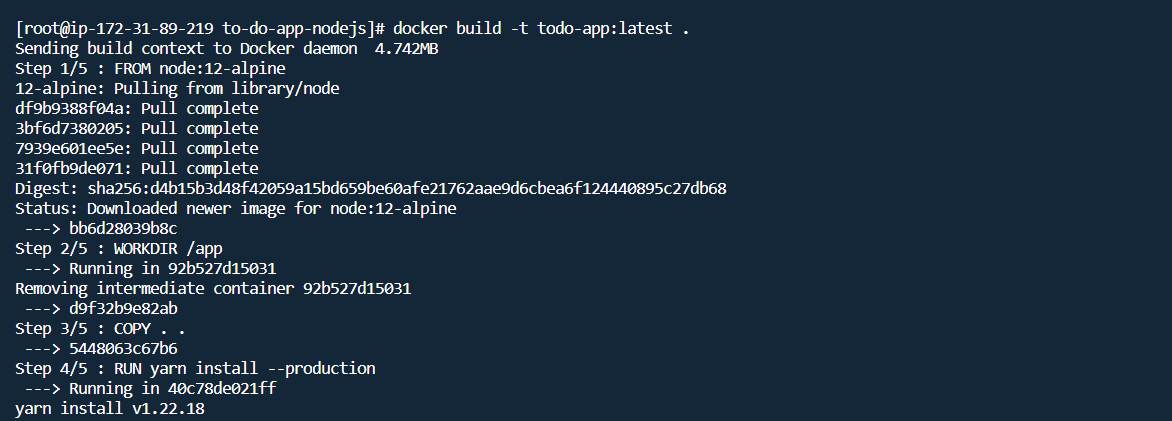 [root@ip-172-31-89-219 to-do-app-nodejs]# docker build -t todo-app:latest .
Sending build context to Docker daemon  4.742MB
Step 1/5 : FROM node:12-alpine
12-alpine: Pulling from library/node
df9b9388f04a: Pull complete
3bf6d7380205: Pull complete
7939e601ee5e: Pull complete
31f0fb9de071: Pull complete
Digest: sha256:d4b15b3d48f42059a15bd659be60afe21762aae9d6cbea6f124440895c27db68
Status: Downloaded newer image for node:12-alpine
 ---> bb6d28039b8c
Step 2/5 : WORKDIR /app
 ---> Running in 92b527d15031
Removing intermediate container 92b527d15031
 ---> d9f32b9e82ab
Step 3/5 : COPY . .
 ---> 5448063c67b6
Step 4/5 : RUN yarn install --production
 ---> Running in 40c78de021ff
yarn install v1.22.18